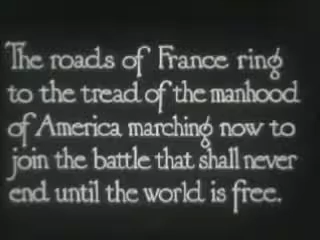 The roads of France ring
to the tread of the manhood
of America marching now to
join the battle that shall never
end until the world is free.